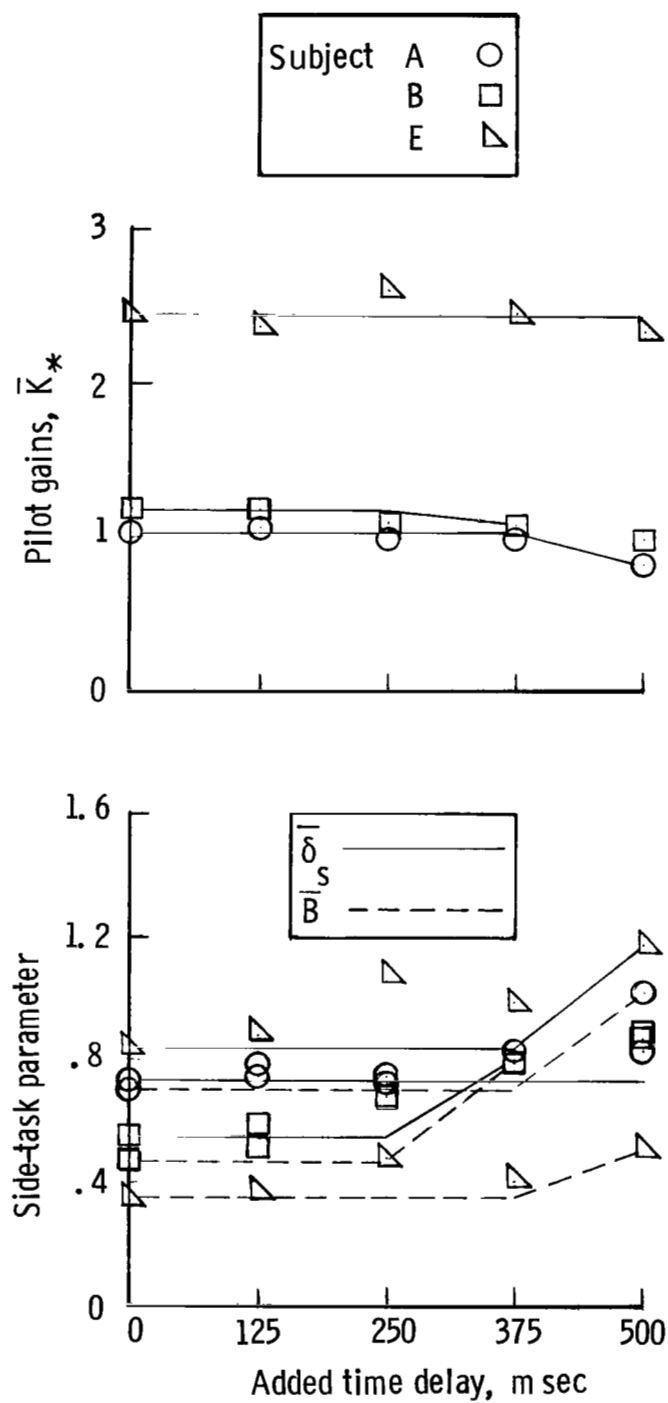 Subject A
B
E
3
2
1
0
Pilot gains, K̄*
1.6
1.2
.8
.4
0
Side-task parameter
δ̄s
B̄
0 125 250 375 500
Added time delay, m sec